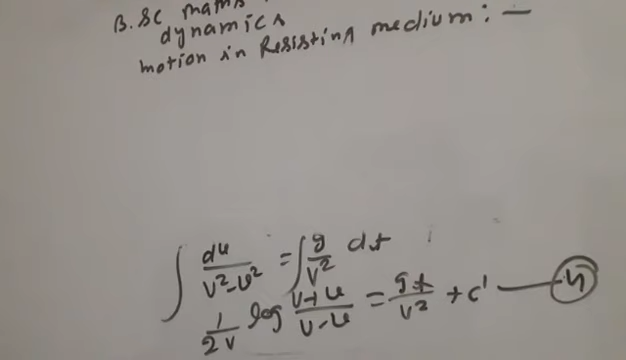 B.SC maths
dynamics
motion in Resisting medium: —
∫ du/(V²-u²) = ∫ g/V² dt
1/2V log (V+u)/(V-u) = gt/V² + c' — (4)